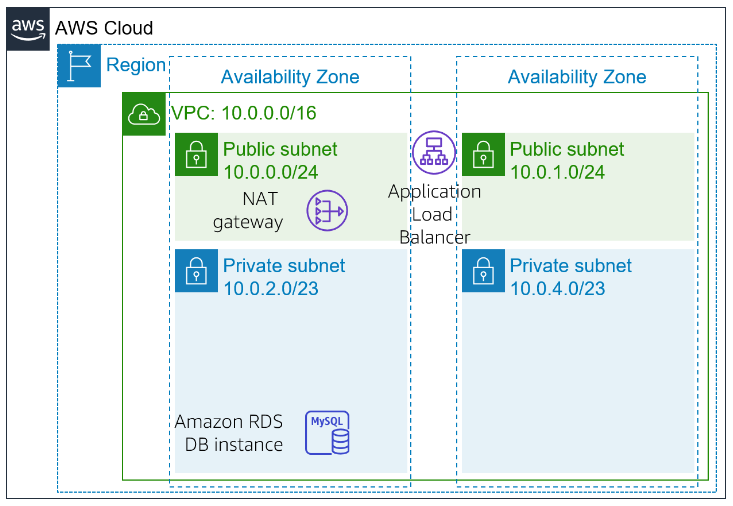 aws
AWS Cloud
Region
Availability Zone
Availability Zone
VPC: 10.0.0.0/16
Public subnet
10.0.0.0/24
NAT
gateway
Application
Load
Balancer
Public subnet
10.0.1.0/24
Private subnet
10.0.2.0/23
Private subnet
10.0.4.0/23
Amazon RDS
DB instance
MySQL